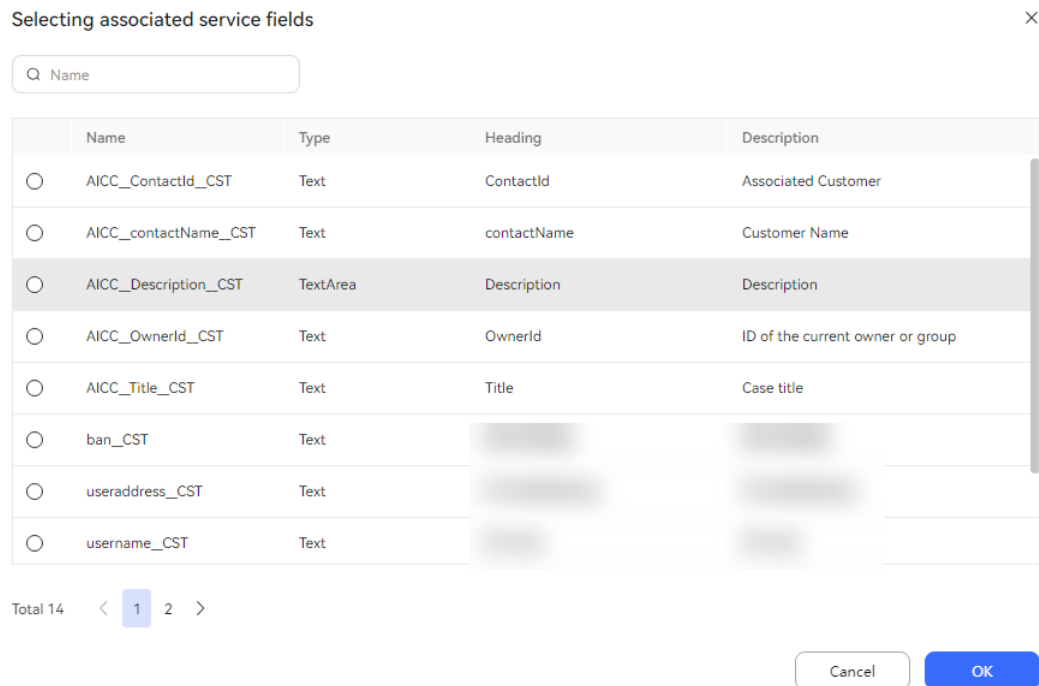 Selecting associated service fields
Name
Name Type Heading Description
AICC__ContactId__CST Text ContactId Associated Customer
AICC__contactName__CST Text contactName Customer Name
AICC__Description__CST TextArea Description Description
AICC__OwnerId__CST Text OwnerId ID of the current owner or group
AICC__Title__CST Text Title Case title
ban__CST Text
useraddress__CST Text
username__CST Text
Total 14 < 1 2 >
Cancel OK